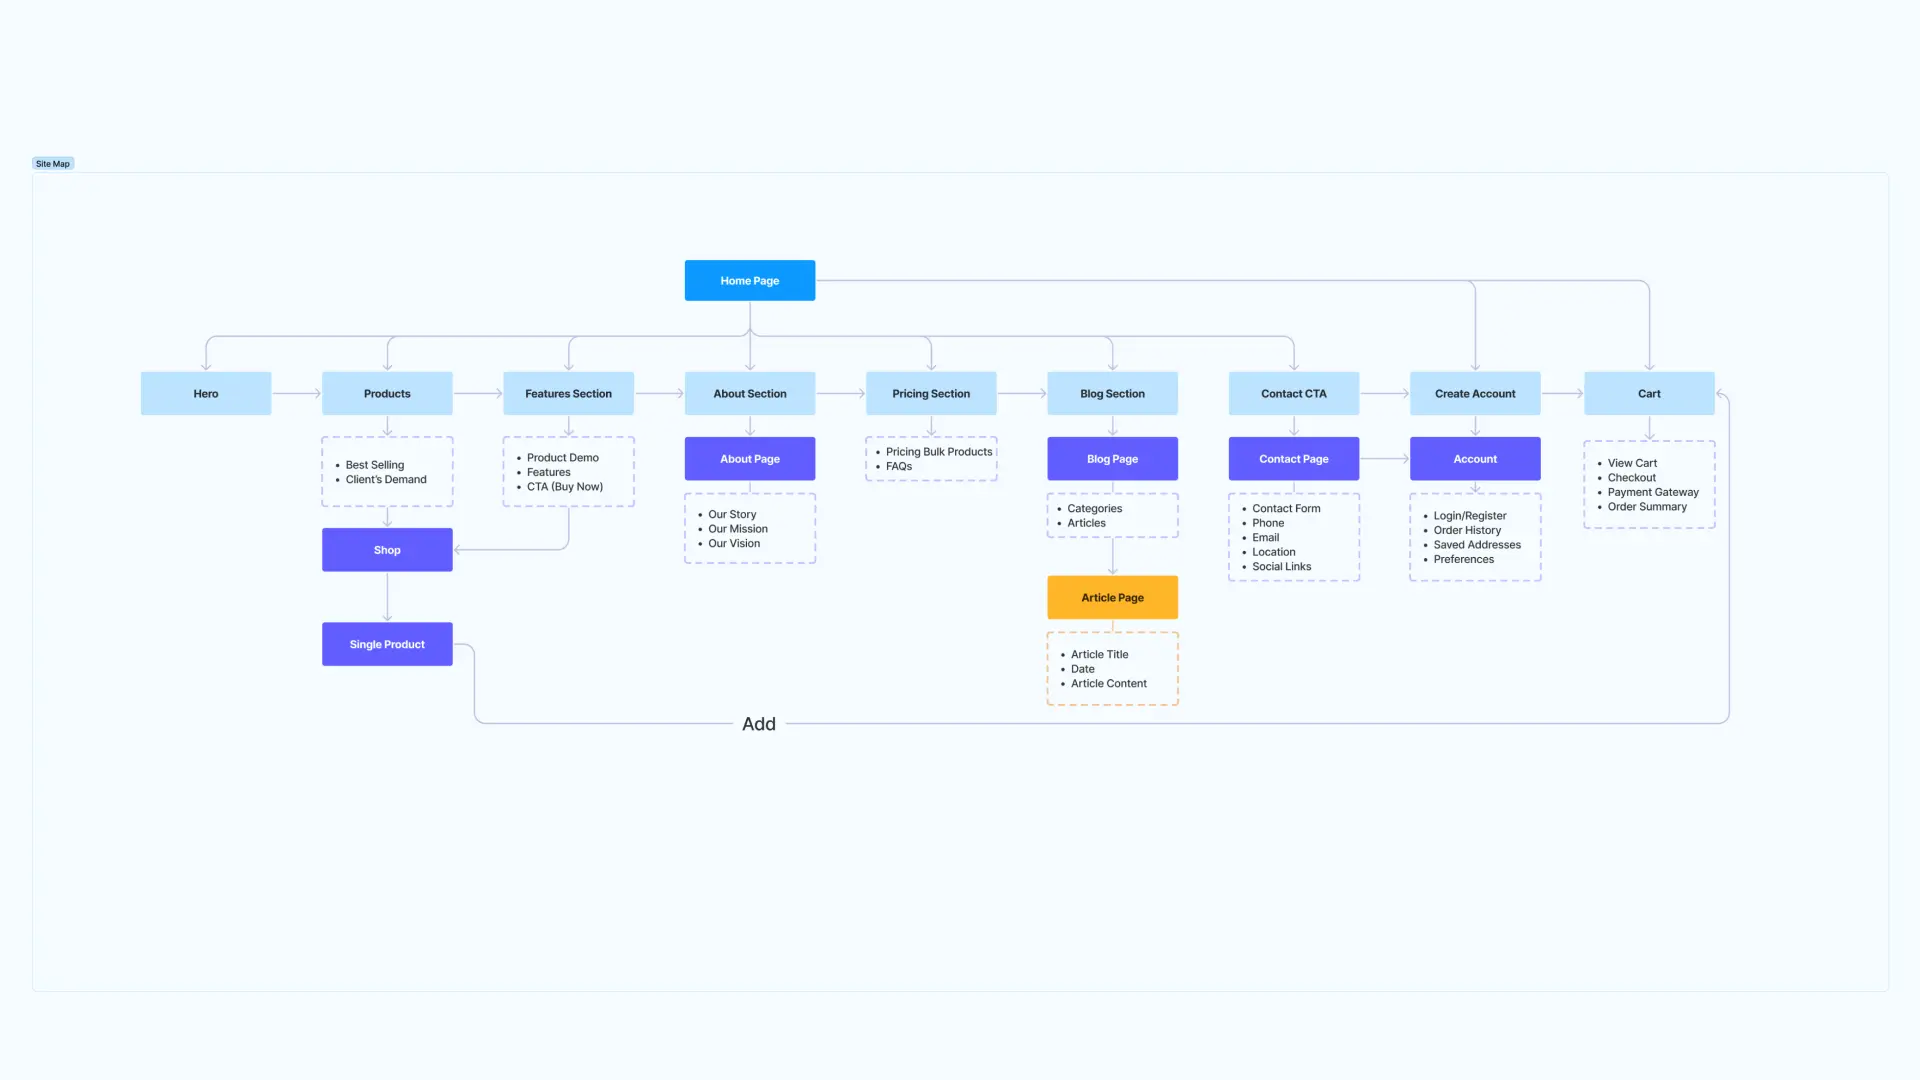 Site Map
Home Page
Hero
Products
Features Section
About Section
Pricing Section
Blog Section
Contact CTA
Create Account
Cart
• Best Selling
• Client's Demand
Shop
Single Product
• Product Demo
• Features
• CTA (Buy Now)
About Page
• Our Story
• Our Mission
• Our Vision
• Pricing Bulk Products
• FAQs
Blog Page
• Categories
• Articles
Article Page
• Article Title
• Date
• Article Content
Contact Page
• Contact Form
• Phone
• Email
• Location
• Social Links
Account
• Login/Register
• Order History
• Saved Addresses
• Preferences
• View Cart
• Checkout
• Payment Gateway
• Order Summary
Add